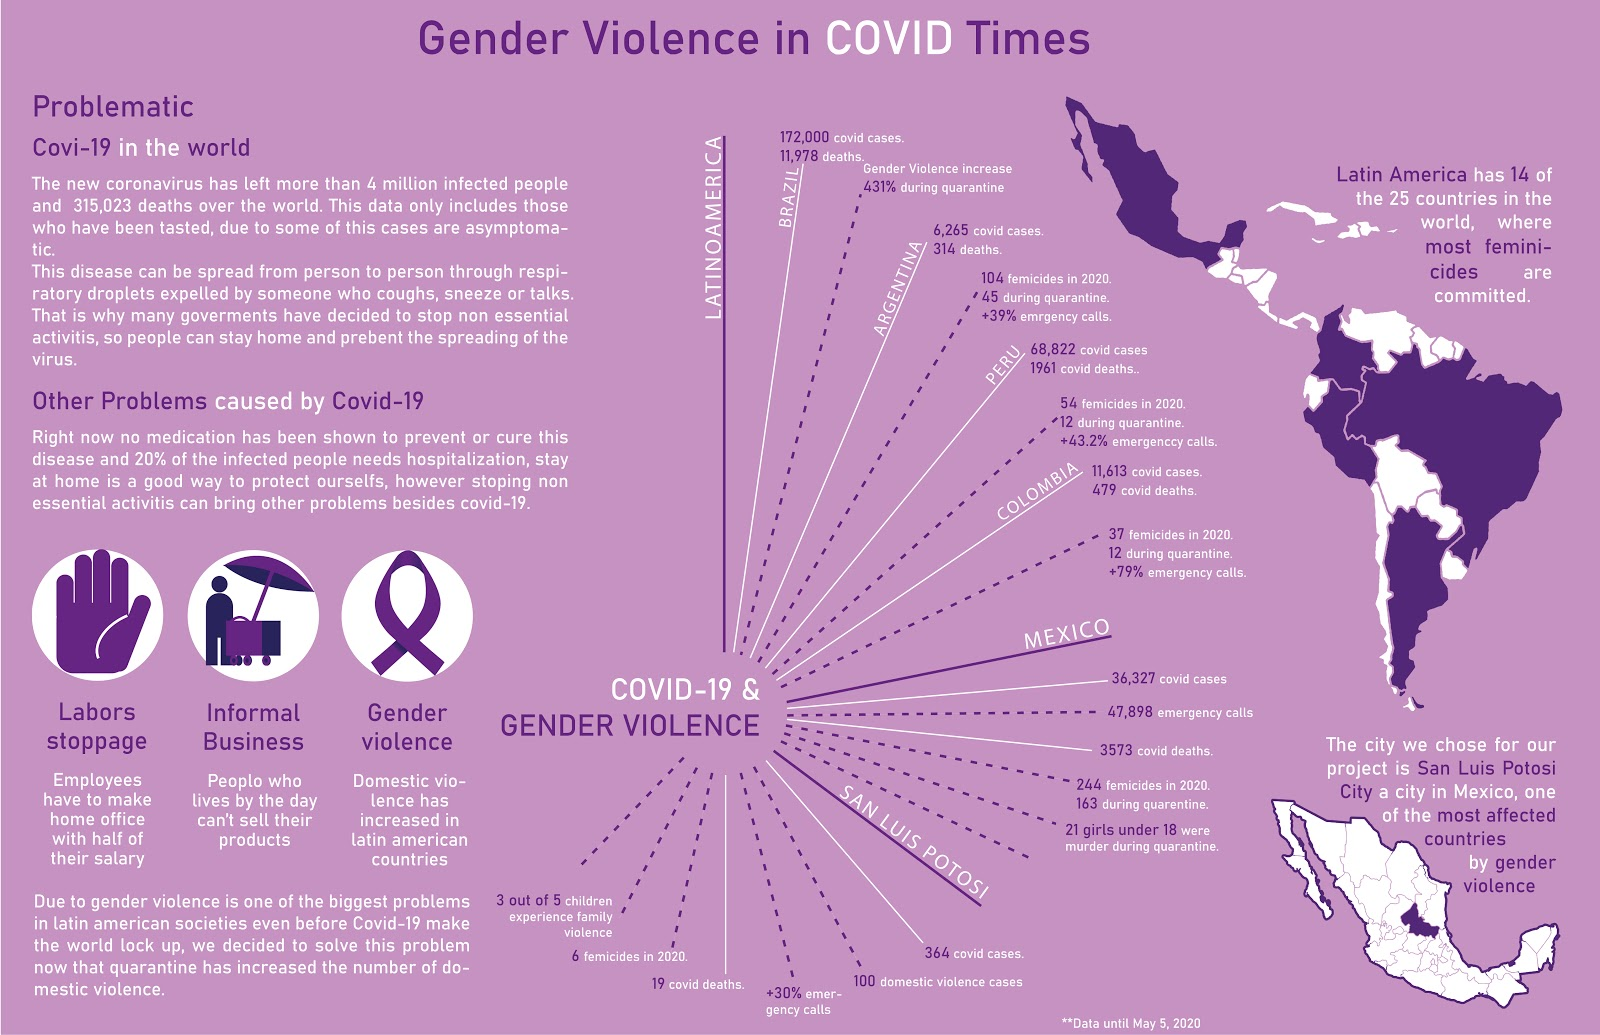 Gender Violence in COVID Times
Problematic
Covi-19 in the world
The new coronavirus has left more than 4 million infected people
and 315,023 deaths over the world. This data only includes those
who have been tasted, due to some of this cases are asymptoma-
tic.
This disease can be spread from person to person through respi-
ratory droplets expelled by someone who coughs, sneeze or talks.
That is why many goverments have decided to stop non essential
activitis, so people can stay home and prebent the spreading of the
virus.
Other Problems caused by Covid-19
Right now no medication has been shown to prevent or cure this
disease and 20% of the infected people needs hospitalization, stay
at home is a good way to protect ourselfs, however stoping non
essential activitis can bring other problems besides covid-19.
Labors
stoppage
Employees
have to make
home office
with half of
their salary
Informal
Business
Peoplo who
lives by the day
can't sell their
products
Gender
violence
Domestic vio-
lence has
increased in
latin american
countries
Due to gender violence is one of the biggest problems
in latin american societies even before Covid-19 make
the world lock up, we decided to solve this problem
now that quarantine has increased the number of do-
mestic violence.
COVID-19 &
GENDER VIOLENCE
LATINOAMERICA
BRAZIL
172,000 covid cases.
11,978 deaths.
Gender Violence increase
431% during quarantine
ARGENTINA
6,265 covid cases.
314 deaths.
104 femicides in 2020.
45 during quarantine.
+39% emrgency calls.
PERU
68,822 covid cases
1961 covid deaths..
54 femicides in 2020.
12 during quarantine.
+43.2% emergenccy calls.
COLOMBIA
11,613 covid cases.
479 covid deaths.
37 femicides in 2020.
12 during quarantine.
+79% emergency calls.
MEXICO
36,327 covid cases
47,898 emergency calls
3573 covid deaths.
244 femicides in 2020.
163 during quarentine.
21 girls under 18 were
murder during quarantine.
SAN LUIS POTOSI
364 covid cases.
100 domestic violence cases
+30% emer-
gency calls
19 covid deaths.
6 femicides in 2020.
3 out of 5 children
experience family
violence
Latin America has 14 of
the 25 countries in the
world, where
most femini-
cides are
committed.
The city we chose for our
project is San Luis Potosi
City a city in Mexico, one
of the most affected
countries
by gender
violence
**Data until May 5, 2020